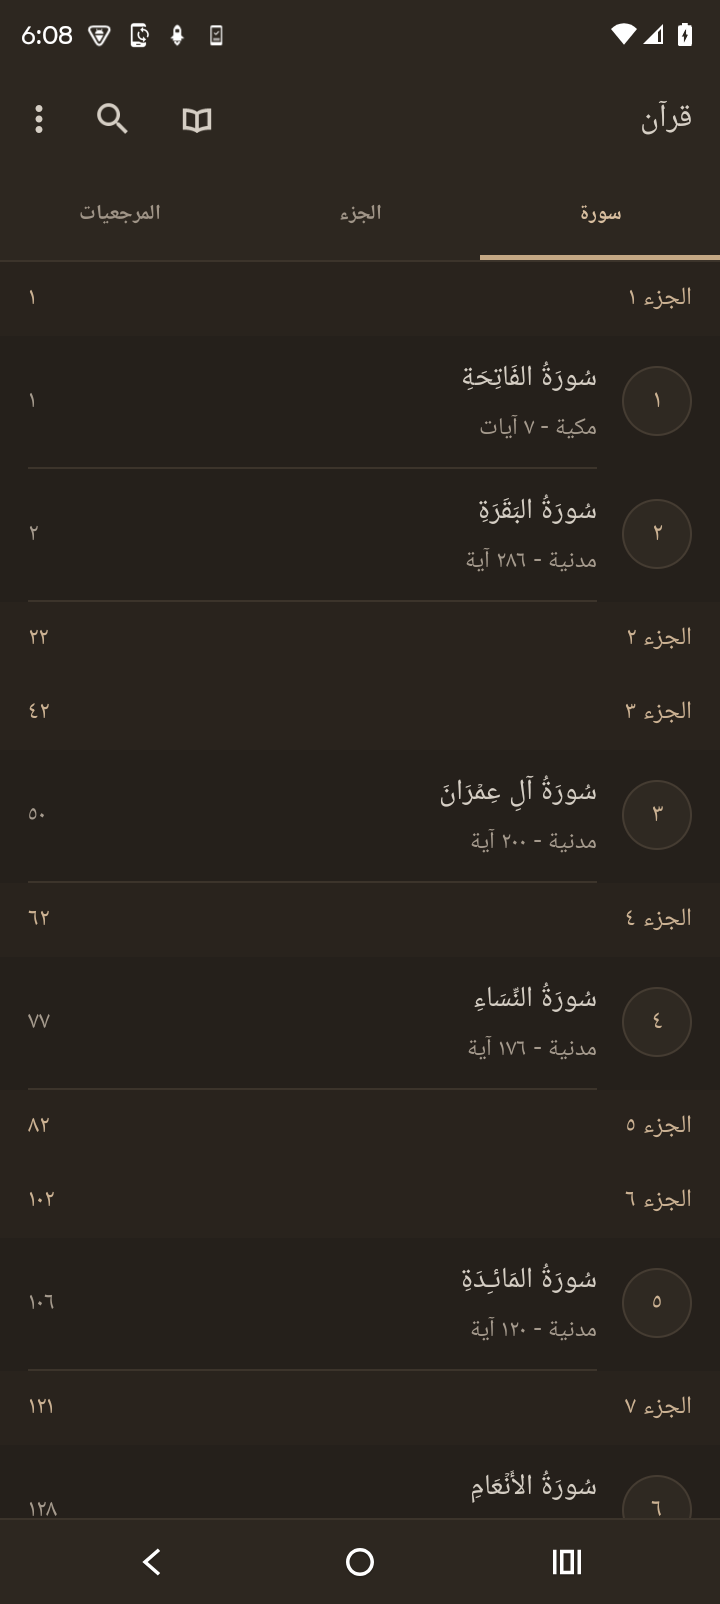 6:08
قرآن
سورة
الجزء
المرجعيات
الجزء ١
١
١
سُورَةُ الفَاتِحَةِ
مكية - ٧ آيات
١
٢
سُورَةُ البَقَرَةِ
مدنية - ٢٨٦ آية
٢
الجزء ٢
٢٢
الجزء ٣
٤٢
٣
سُورَةُ آلِ عِمۡرَانَ
مدنية - ٢٠٠ آية
٥٠
الجزء ٤
٦٢
٤
سُورَةُ النِّسَاءِ
مدنية - ١٧٦ آية
٧٧
الجزء ٥
٨٢
الجزء ٦
١٠٢
٥
سُورَةُ المَائـِدَةِ
مدنية - ١٢٠ آية
١٠٦
الجزء ٧
١٢١
٦
سُورَةُ الأَنۡعَامِ
١٢٨